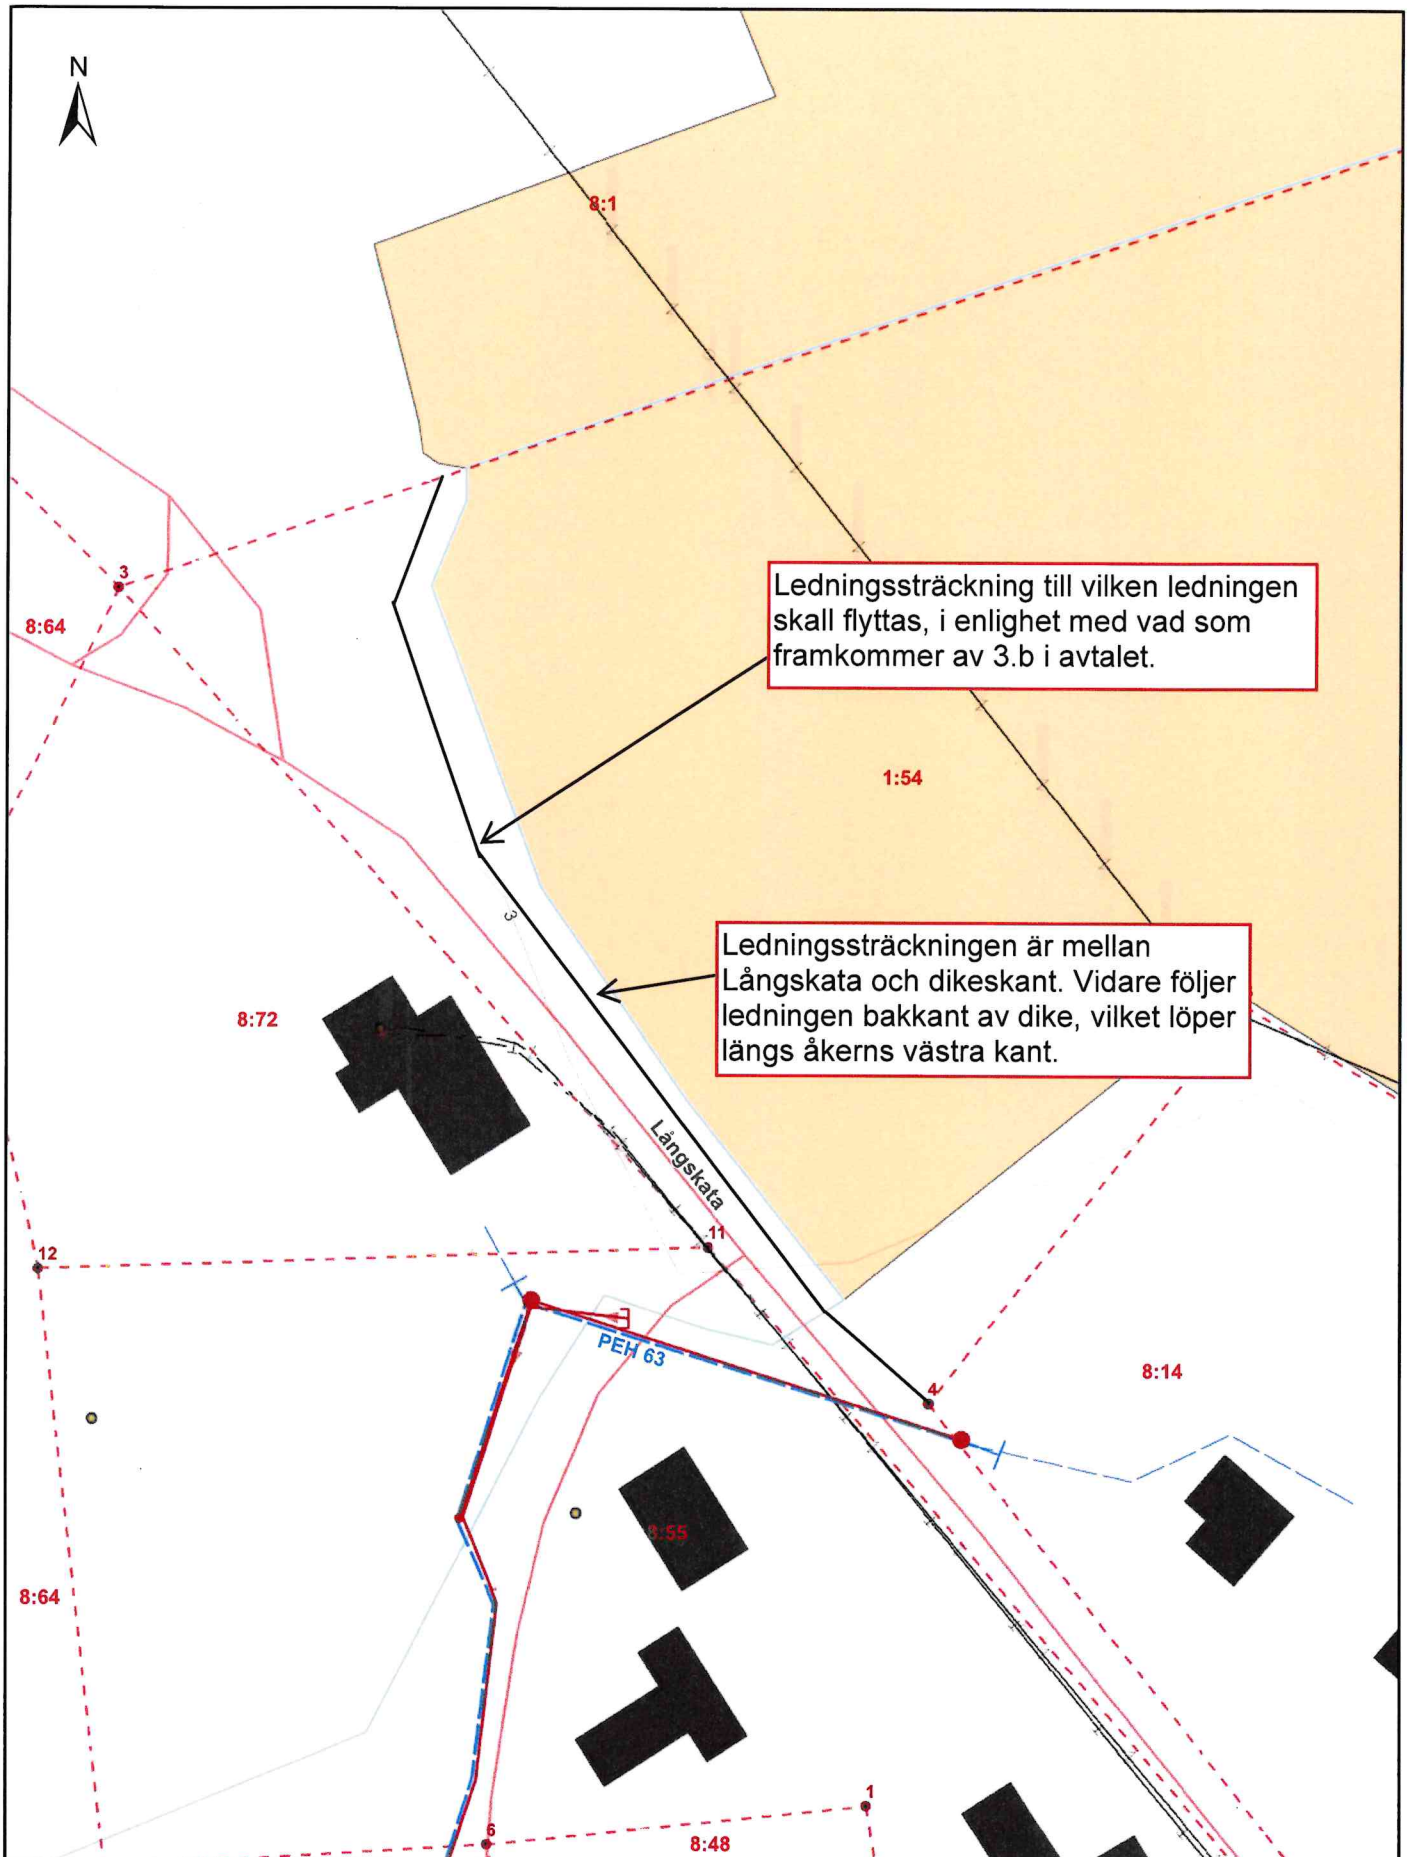 N
8:1
3
8:64
Ledningssträckning till vilken ledningen
skall flyttas, i enlighet med vad som
framkommer av 3.b i avtalet.
1:54
3
Ledningssträckningen är mellan
Långskata och dikeskant. Vidare följer
ledningen bakkant av dike, vilket löper
längs åkerns västra kant.
8:72
Långskata
11
12
PEH 63
8:14
4
8:55
8:64
1
6
8:48